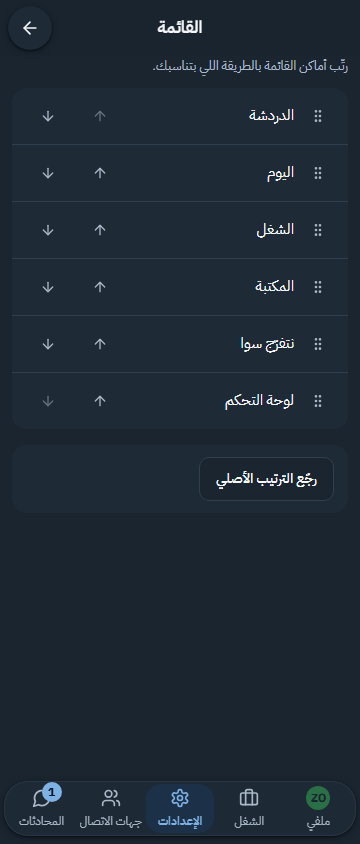 القائمة
رتّب أماكن القائمة بالطريقة اللي بتناسبك.
الدردشة
اليوم
الشغل
المكتبة
نتفرّج سوا
لوحة التحكم
رجّع الترتيب الأصلي
ZO
1
ملفي
الشغل
الإعدادات
جهات الاتصال
المحادثات